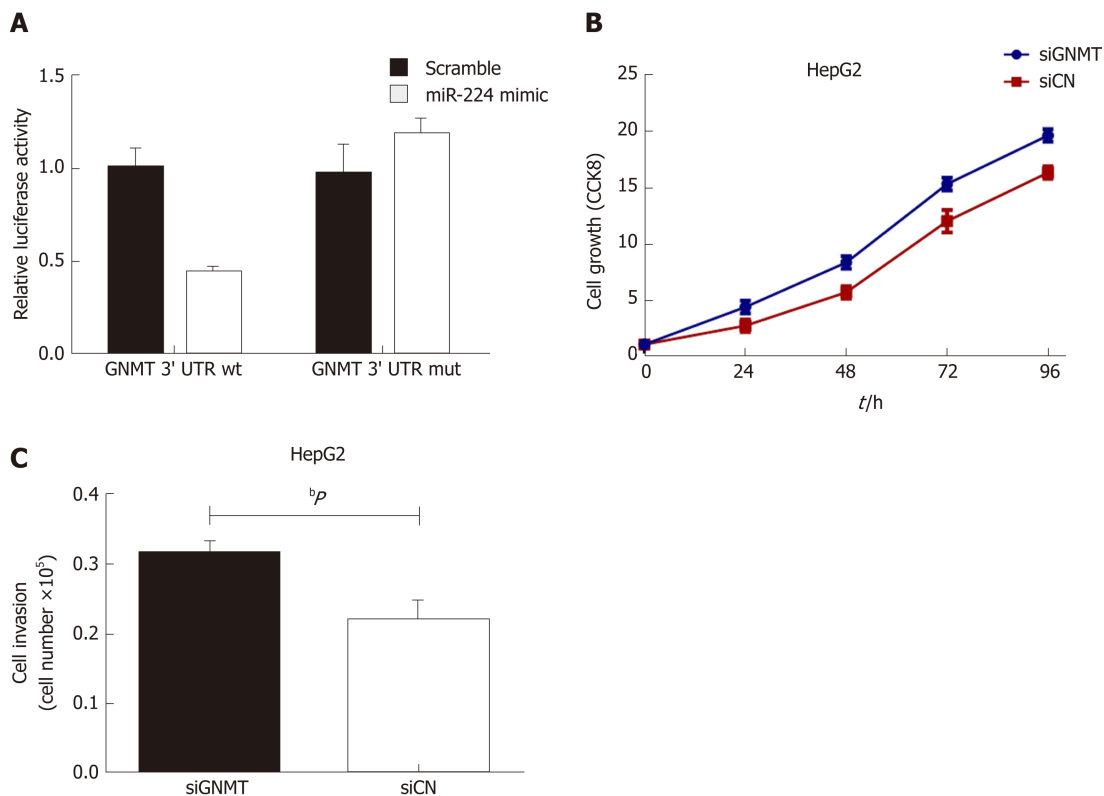 A
Scramble
miR-224 mimic
Relative luciferase activity
1.5
1.0
0.5
0.0
GNMT 3' UTR wt
GNMT 3' UTR mut
B
HepG2
siGNMT
siCN
Cell growth (CCK8)
25
20
15
10
5
0
0 24 48 72 96
t/h
C
HepG2
ᵇP
Cell invasion
(cell number ×10⁵)
0.4
0.3
0.2
0.1
0.0
siGNMT
siCN